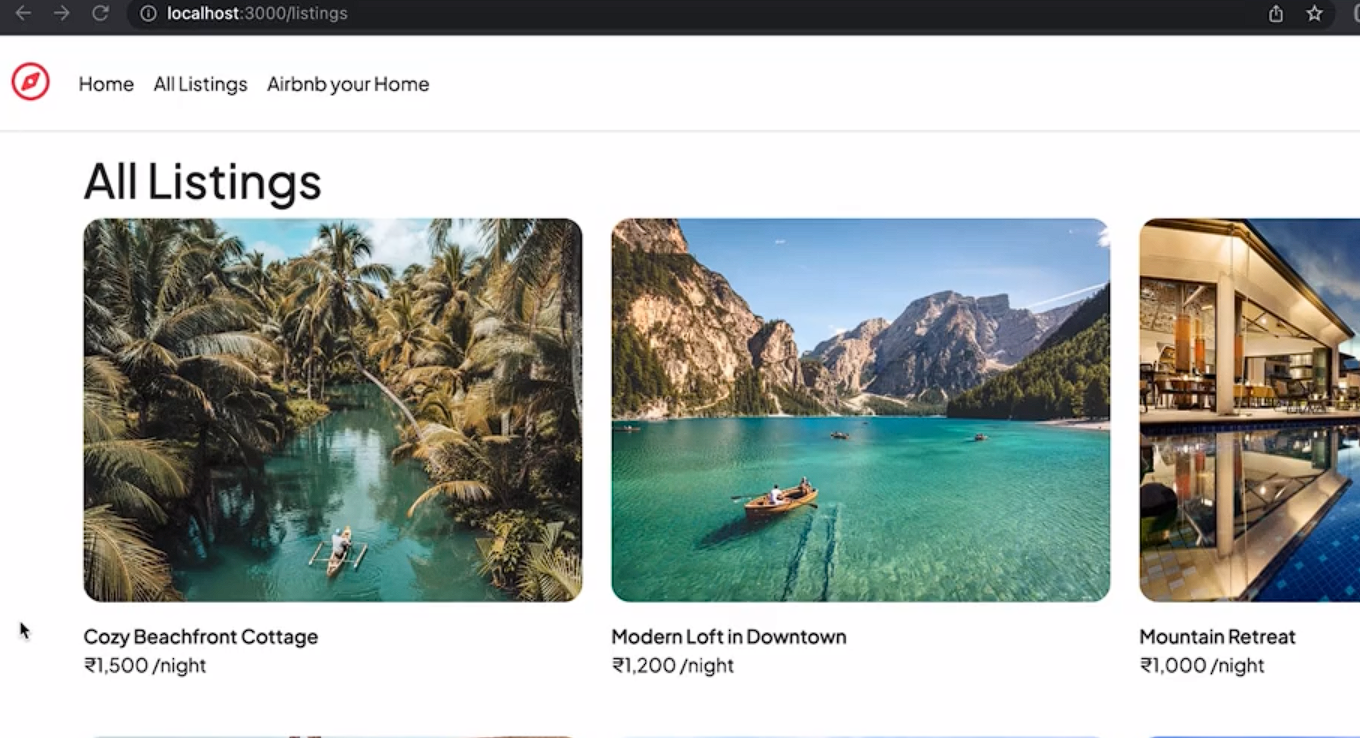 localhost:3000/listings
Home All Listings Airbnb your Home
All Listings
Cozy Beachfront Cottage
₹1,500 /night
Modern Loft in Downtown
₹1,200 /night
Mountain Retreat
₹1,000 /night